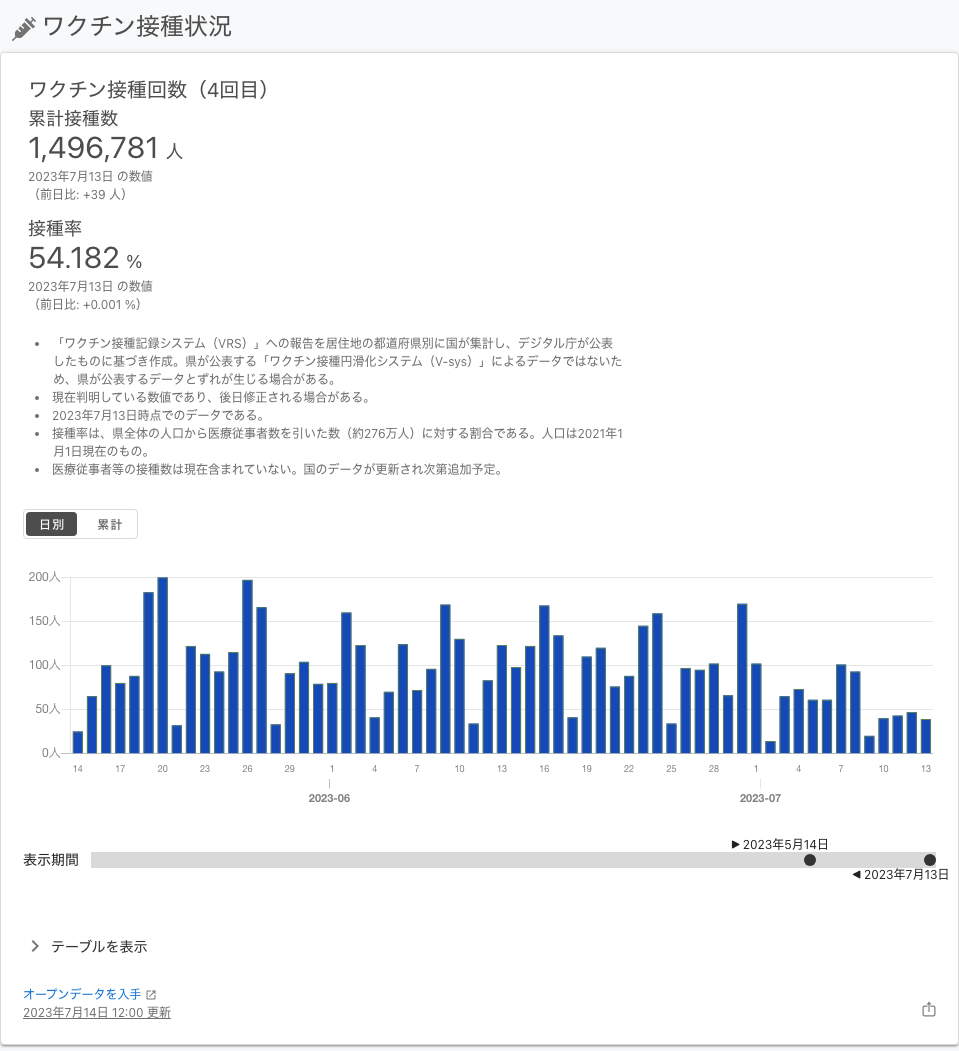 ワクチン接種状況
ワクチン接種回数（4回目）
累計接種数
1,496,781 人
2023年7月13日 の数値
（前日比: +39 人）
接種率
54.182 %
2023年7月13日 の数値
（前日比: +0.001 %）
• 「ワクチン接種記録システム（VRS）」への報告を居住地の都道府県別に国が集計し、デジタル庁が公表
したものに基づき作成。県が公表する「ワクチン接種円滑化システム（V-sys）」によるデータではないた
め、県が公表するデータとずれが生じる場合がある。
• 現在判明している数値であり、後日修正される場合がある。
• 2023年7月13日時点でのデータである。
• 接種率は、県全体の人口から医療従事者数を引いた数（約276万人）に対する割合である。人口は2021年1
月1日現在のもの。
• 医療従事者等の接種数は現在含まれていない。国のデータが更新され次第追加予定。
日別 累計
200人
150人
100人
50人
0人
14 17 20 23 26 29 1 4 7 10 13 16 19 22 25 28 1 4 7 10 13
2023-06 2023-07
▶ 2023年5月14日
表示期間
◀ 2023年7月13日
テーブルを表示
オープンデータを入手
2023年7月14日 12:00 更新